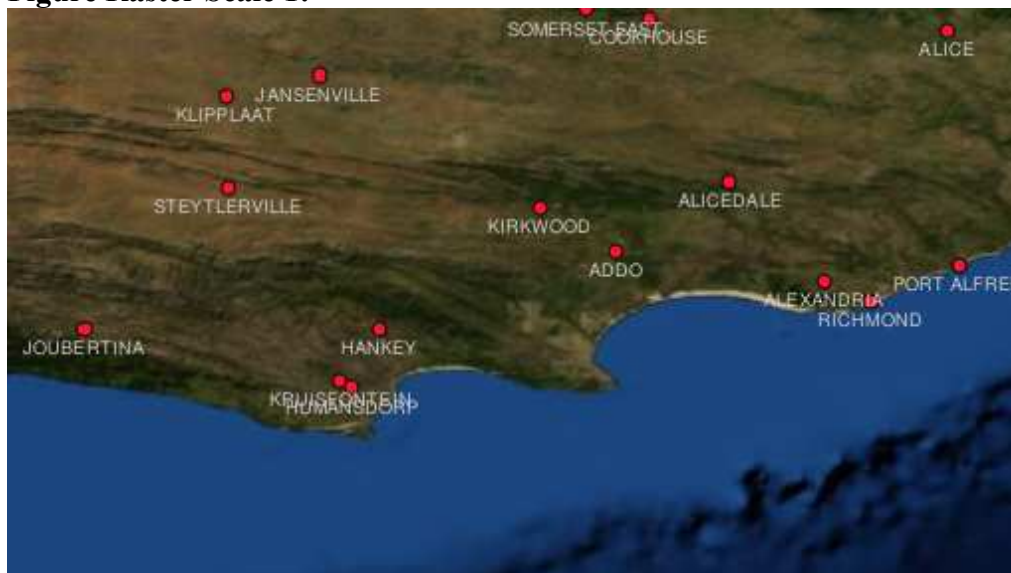 Figure Raster Scale 1:
SOMERSET EAST
COOKHOUSE
ALICE
JANSENVILLE
KLIPPLAAT
STEYTLERVILLE
ALICEDALE
KIRKWOOD
ADDO
PORT ALFRE
ALEXANDRIA
RICHMOND
JOUBERTINA
HANKEY
KRUISFONTEIN
HUMANSDORP